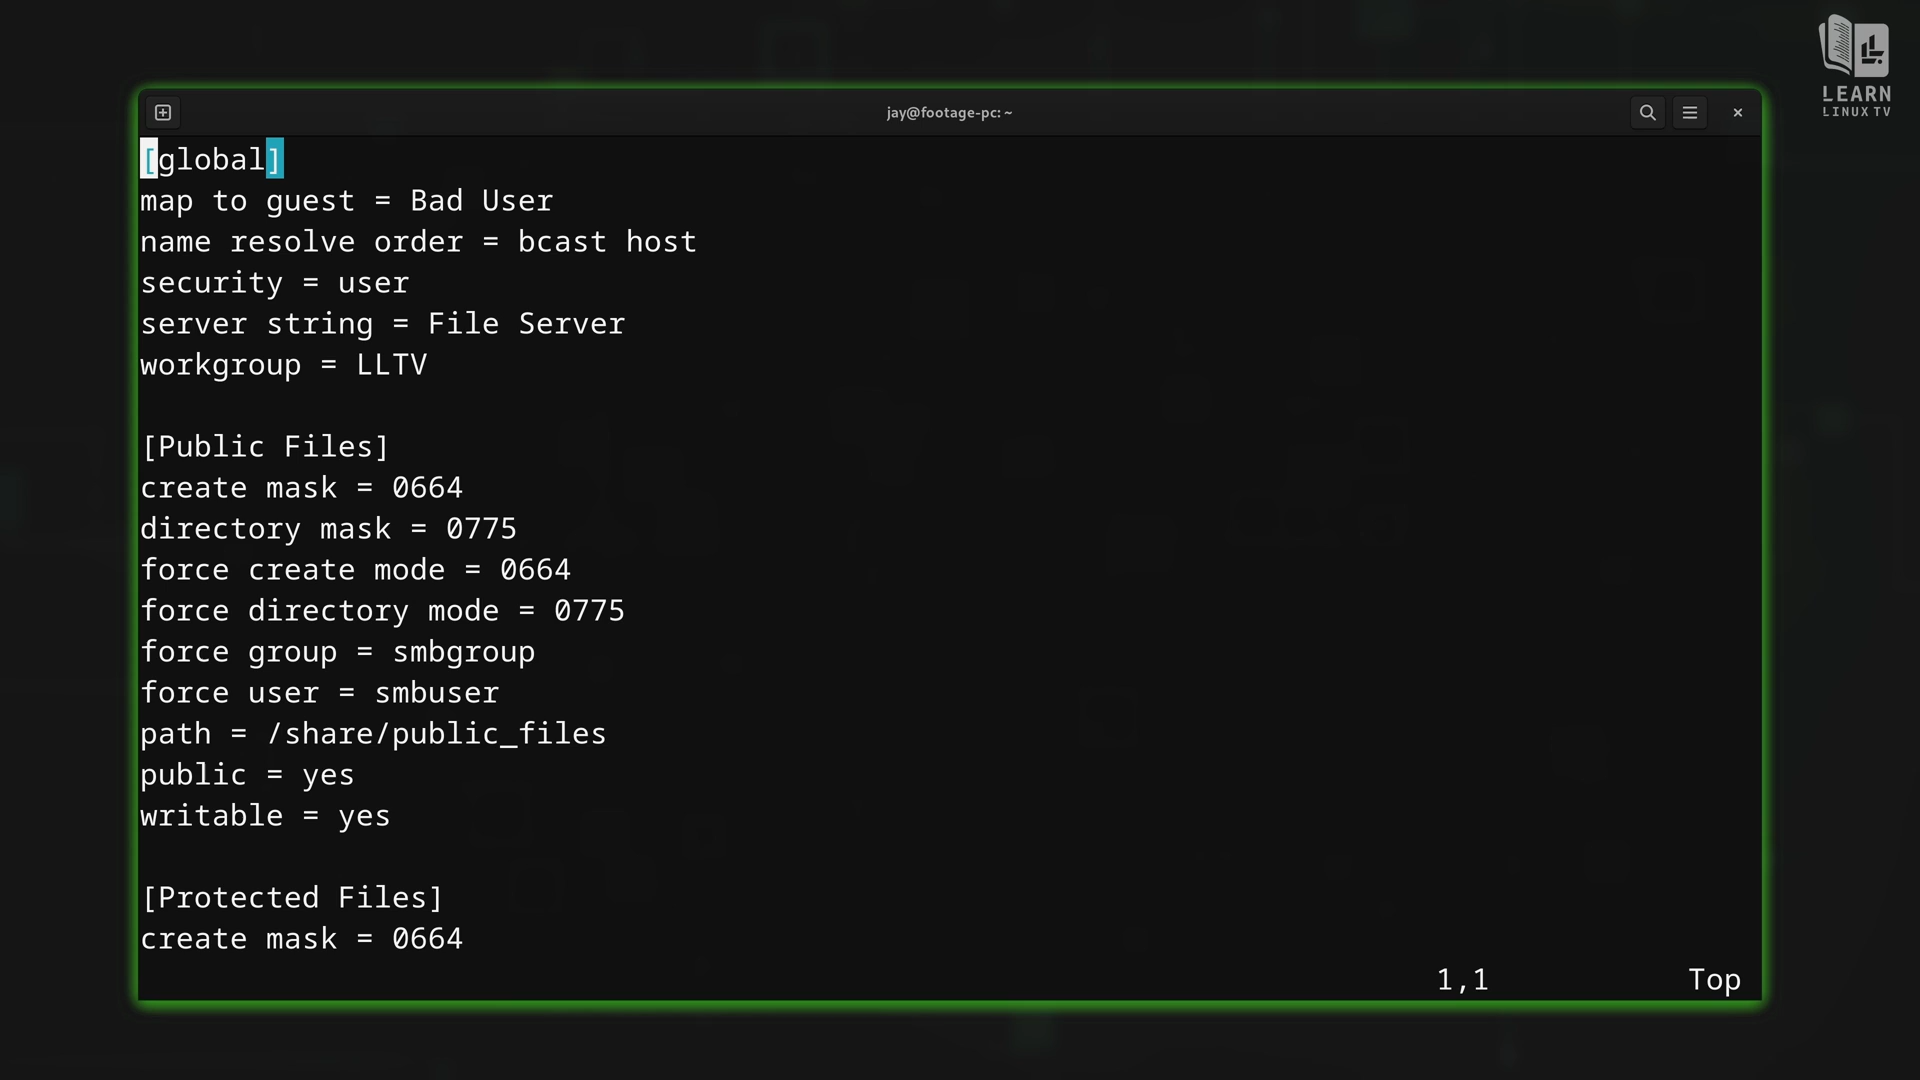 jay@footage-pc: ~
LEARN
LINUX TV
[global]
map to guest = Bad User
name resolve order = bcast host
security = user
server string = File Server
workgroup = LLTV
[Public Files]
create mask = 0664
directory mask = 0775
force create mode = 0664
force directory mode = 0775
force group = smbgroup
force user = smbuser
path = /share/public_files
public = yes
writable = yes
[Protected Files]
create mask = 0664
1,1 Top